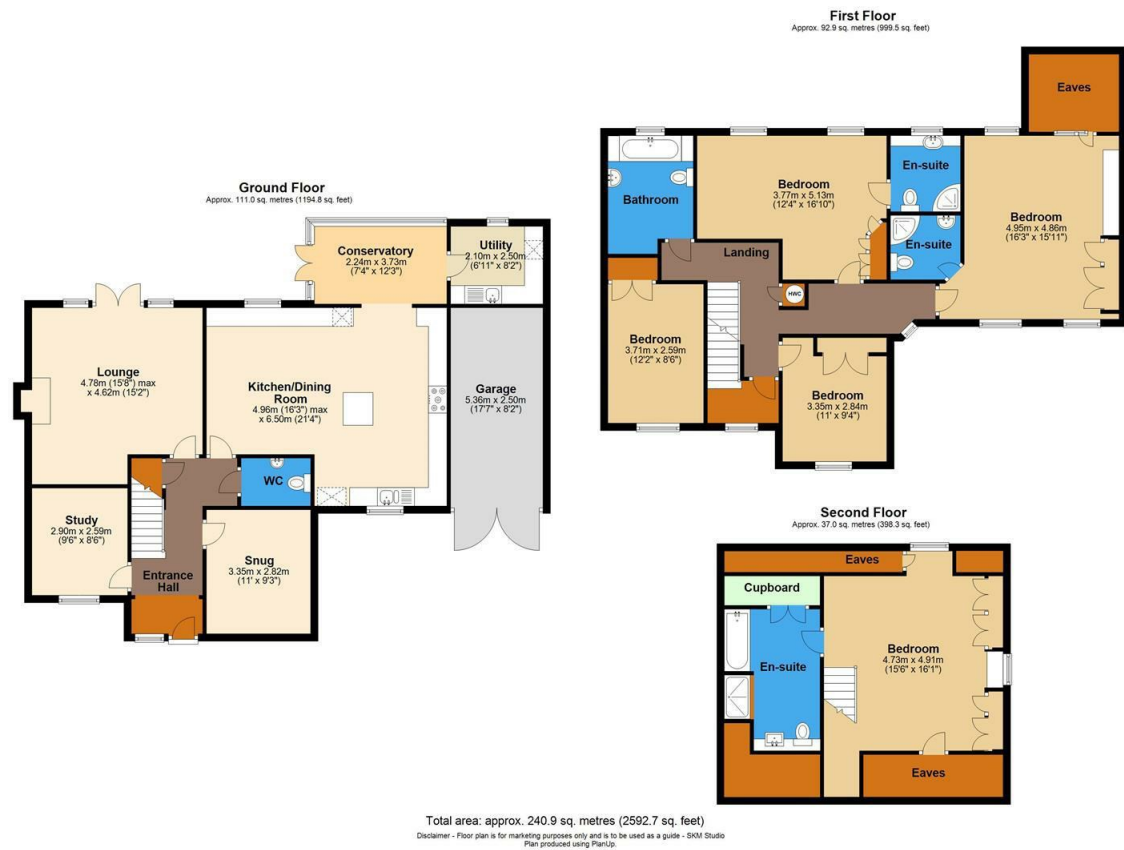 First Floor
Approx. 92.9 sq. metres (999.5 sq. feet)
Eaves
En-suite
Bedroom
3.77m x 5.13m
(12'4" x 16'10")
Bathroom
Bedroom
4.95m x 4.86m
(16'3" x 15'11")
En-suite
Landing
HWC
Bedroom
3.71m x 2.59m
(12'2" x 8'6")
Bedroom
3.35m x 2.84m
(11' x 9'4")
Ground Floor
Approx. 111.0 sq. metres (1194.8 sq. feet)
Conservatory
2.24m x 3.73m
(7'4" x 12'3")
Utility
2.10m x 2.50m
(6'11" x 8'2")
Lounge
4.78m (15'8") max
x 4.62m (15'2")
Kitchen/Dining
Room
4.96m (16'3") max
x 6.50m (21'4")
Garage
5.36m x 2.50m
(17'7" x 8'2")
WC
Study
2.90m x 2.59m
(9'6" x 8'6")
Snug
3.35m x 2.82m
(11' x 9'3")
Entrance
Hall
Second Floor
Approx. 37.0 sq. metres (398.3 sq. feet)
Eaves
Cupboard
Bedroom
4.73m x 4.91m
(15'6" x 16'1")
En-suite
Eaves
Total area: approx. 240.9 sq. metres (2592.7 sq. feet)
Disclaimer - Floor plan is for marketing purposes only and is to be used as a guide - SKM Studio
Plan produced using PlanUp.